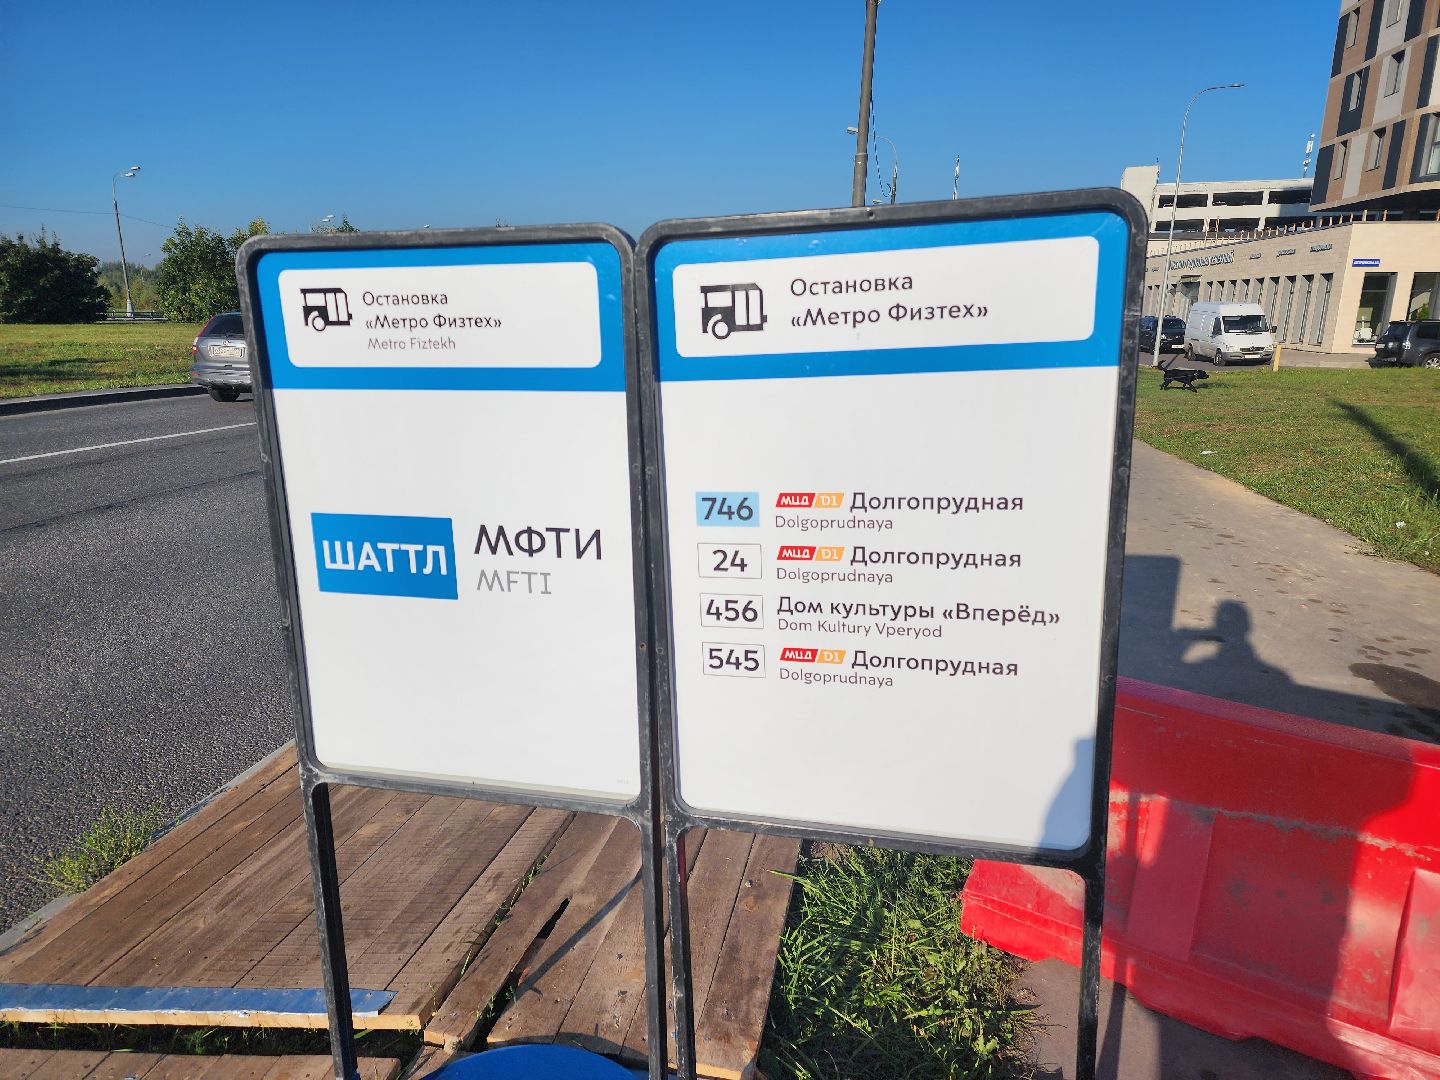 Остановка
«Метро Физтех»
Metro Fiztekh
ШАТТЛ
МФТИ
MFTI
Остановка
«Метро Физтех»
746 МЦД D1 Долгопрудная
Dolgoprudnaya
24 МЦД D1 Долгопрудная
Dolgoprudnaya
456 Дом культуры «Вперёд»
Dom Kultury Vperyod
545 МЦД D1 Долгопрудная
Dolgoprudnaya